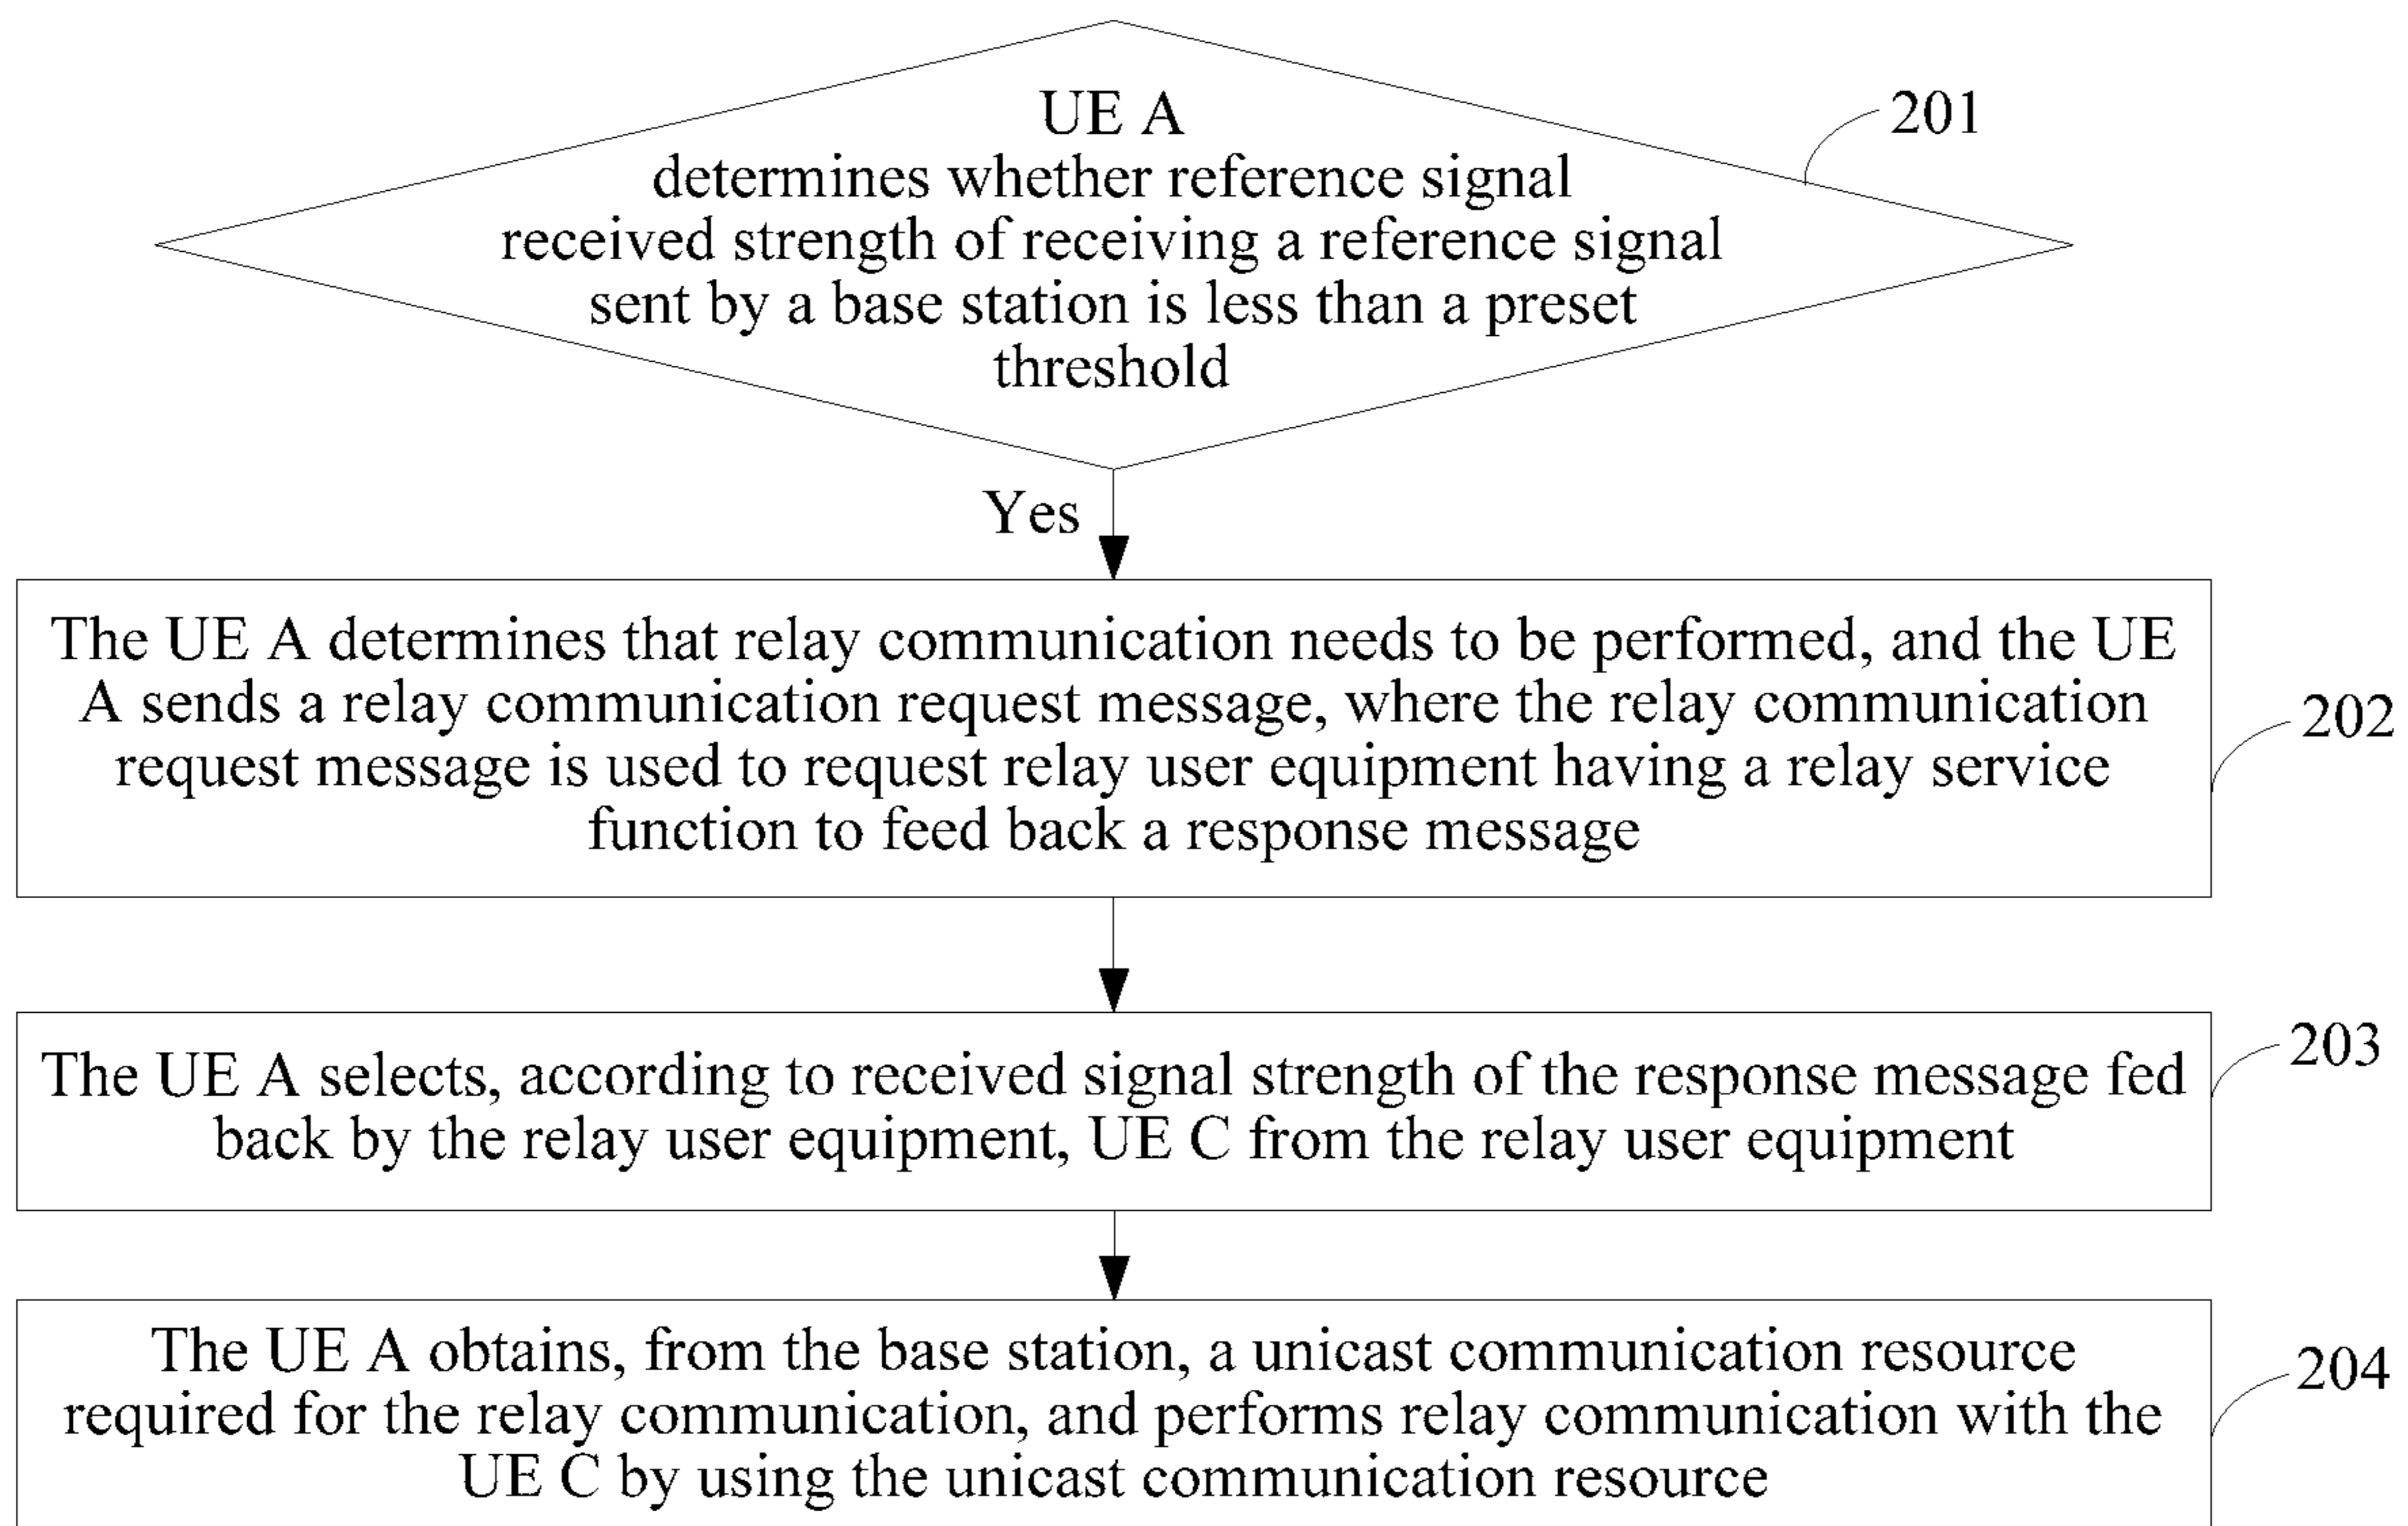 UE A
determines whether reference signal
received strength of receiving a reference signal
sent by a base station is less than a preset
threshold
201
Yes
The UE A determines that relay communication needs to be performed, and the UE
A sends a relay communication request message, where the relay communication
request message is used to request relay user equipment having a relay service
function to feed back a response message
202
The UE A selects, according to received signal strength of the response message fed
back by the relay user equipment, UE C from the relay user equipment
203
The UE A obtains, from the base station, a unicast communication resource
required for the relay communication, and performs relay communication with the
UE C by using the unicast communication resource
204